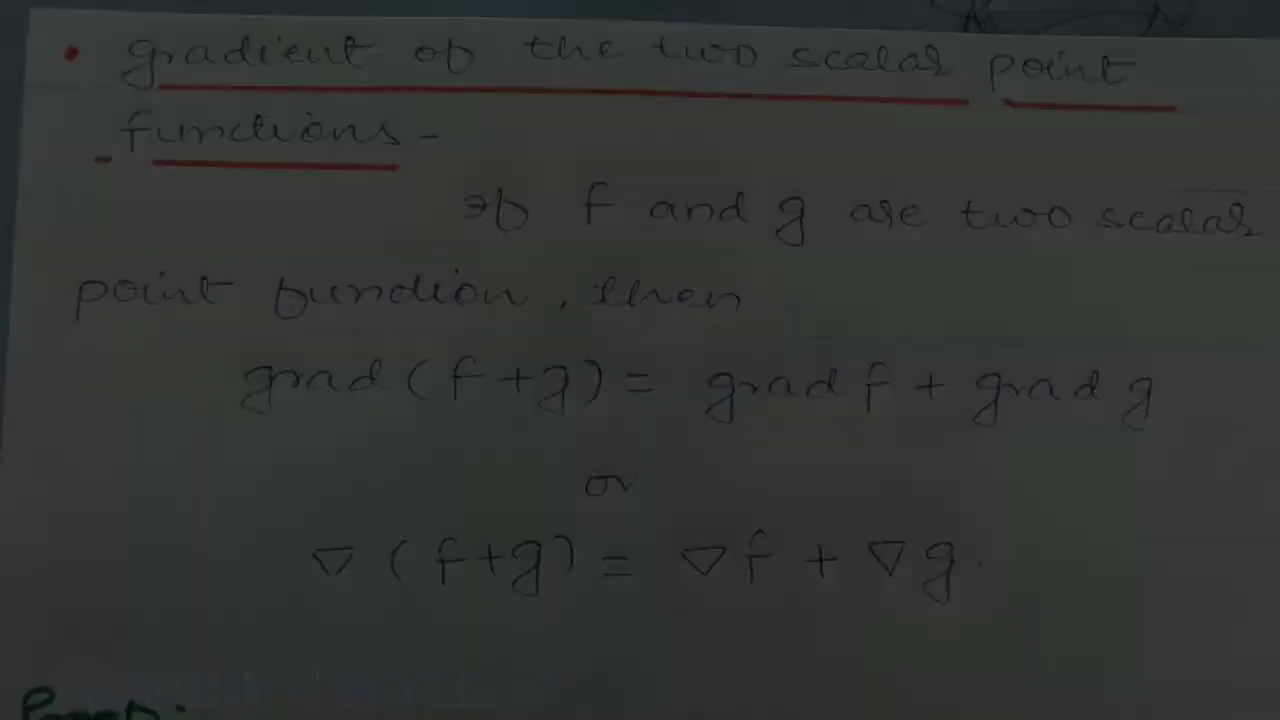 • gradient of the two scalar point
functions -
If f and g are two scalar
point function, then
grad (f+g) = grad f + grad g
or
∇ (f+g) = ∇f + ∇g.
Proof: